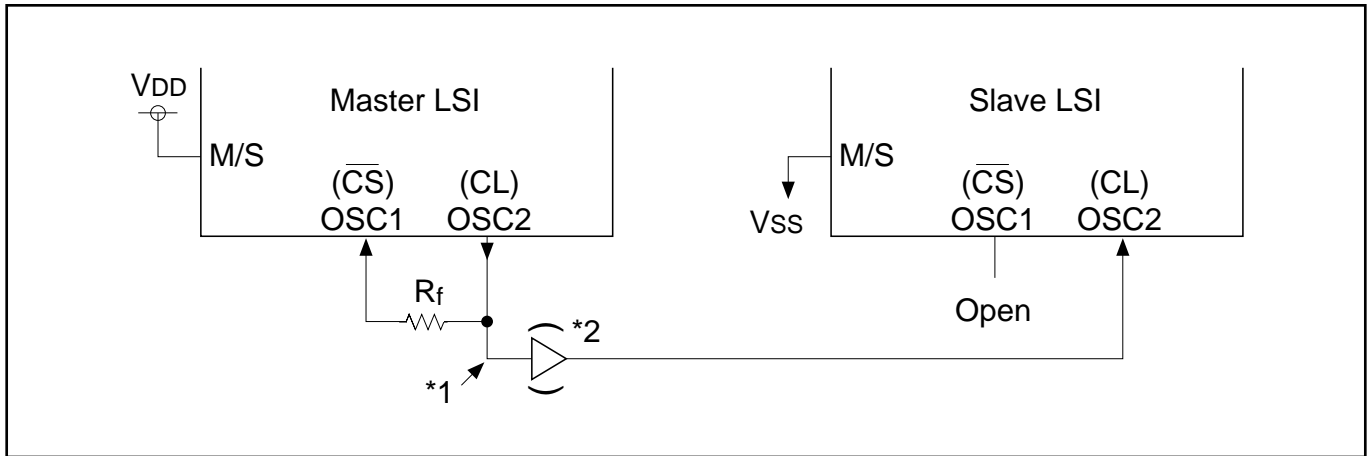 VDD
Master LSI
M/S
(CS) (CL)
OSC1 OSC2
Rf
*1
*2
Slave LSI
M/S
VSS
(CS) (CL)
OSC1 OSC2
Open